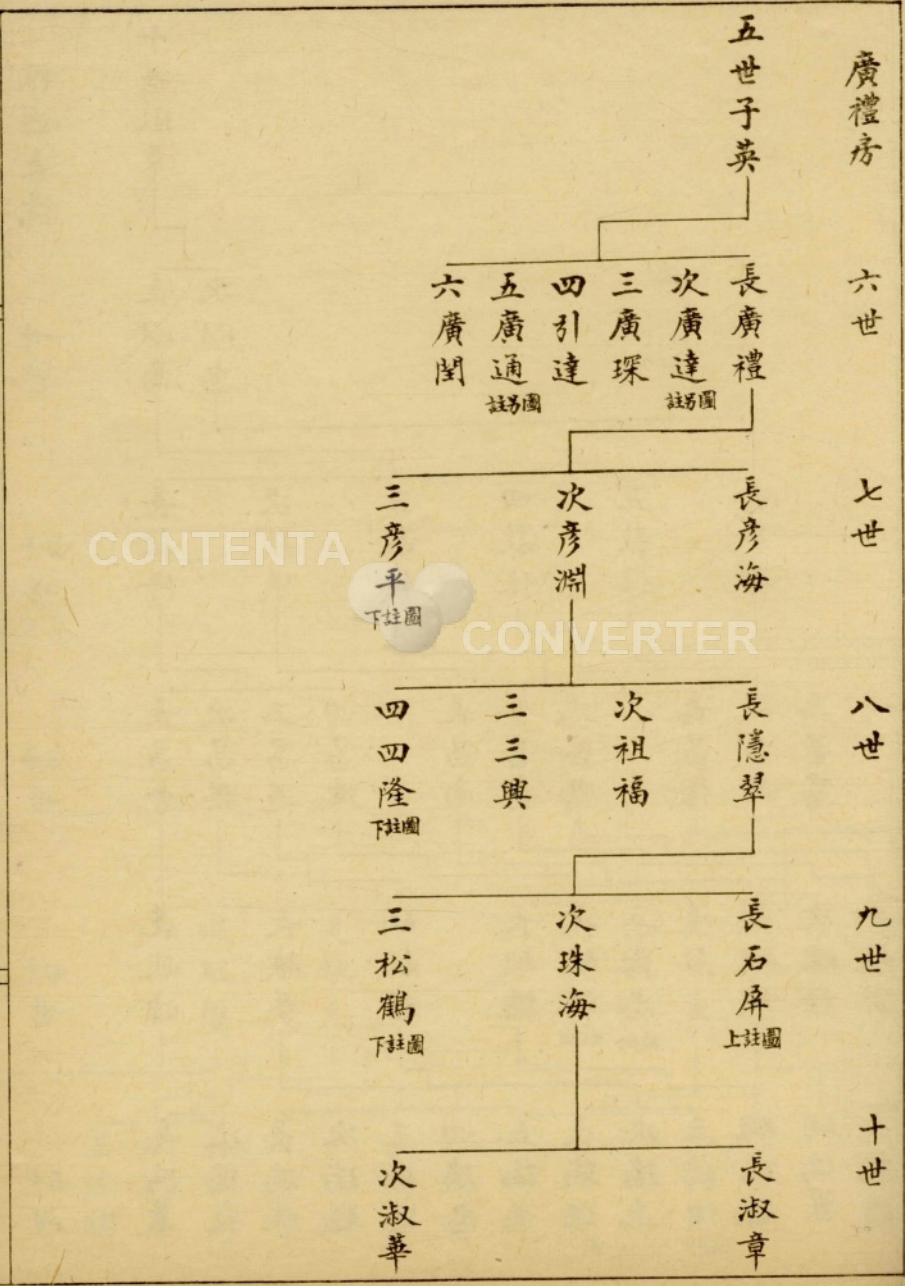 廣禮房
五世子英
六世
長廣禮
次廣達
圖另註
三廣琛
四引達
五廣通
圖另註
六廣閏
七世
長彦海
次彦淵
三彦平
圖註下
八世
長隱翠
次祖福
三三興
四四隆
圖註下
九世
長石屏
圖註上
次珠海
三松鶴
圖註下
十世
長淑章
次淑華
CONTENTA
CONVERTER